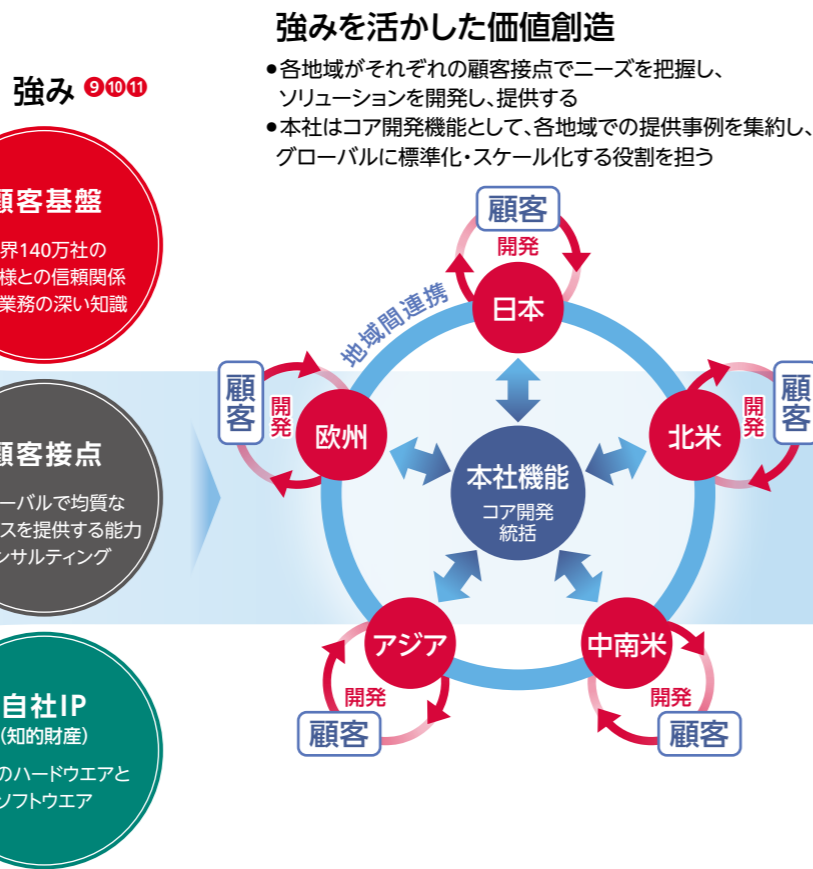 強みを活かした価値創造
●各地域がそれぞれの顧客接点でニーズを把握し、
ソリューションを開発し、提供する
●本社はコア開発機能として、各地域での提供事例を集約し、
グローバルに標準化・スケール化する役割を担う
強み ❾❿⓫
顧客基盤
界140万社の
様との信頼関係
業務の深い知識
顧客接点
ーバルで均質な
スを提供する能力
ンサルティング
自社IP
(知的財産)
のハードウエアと
ソフトウエア
顧客
開発
日本
地域間連携
顧客
開発
欧州
北米
開発
顧客
本社機能
コア開発
統括
アジア
開発
顧客
中南米
開発
顧客